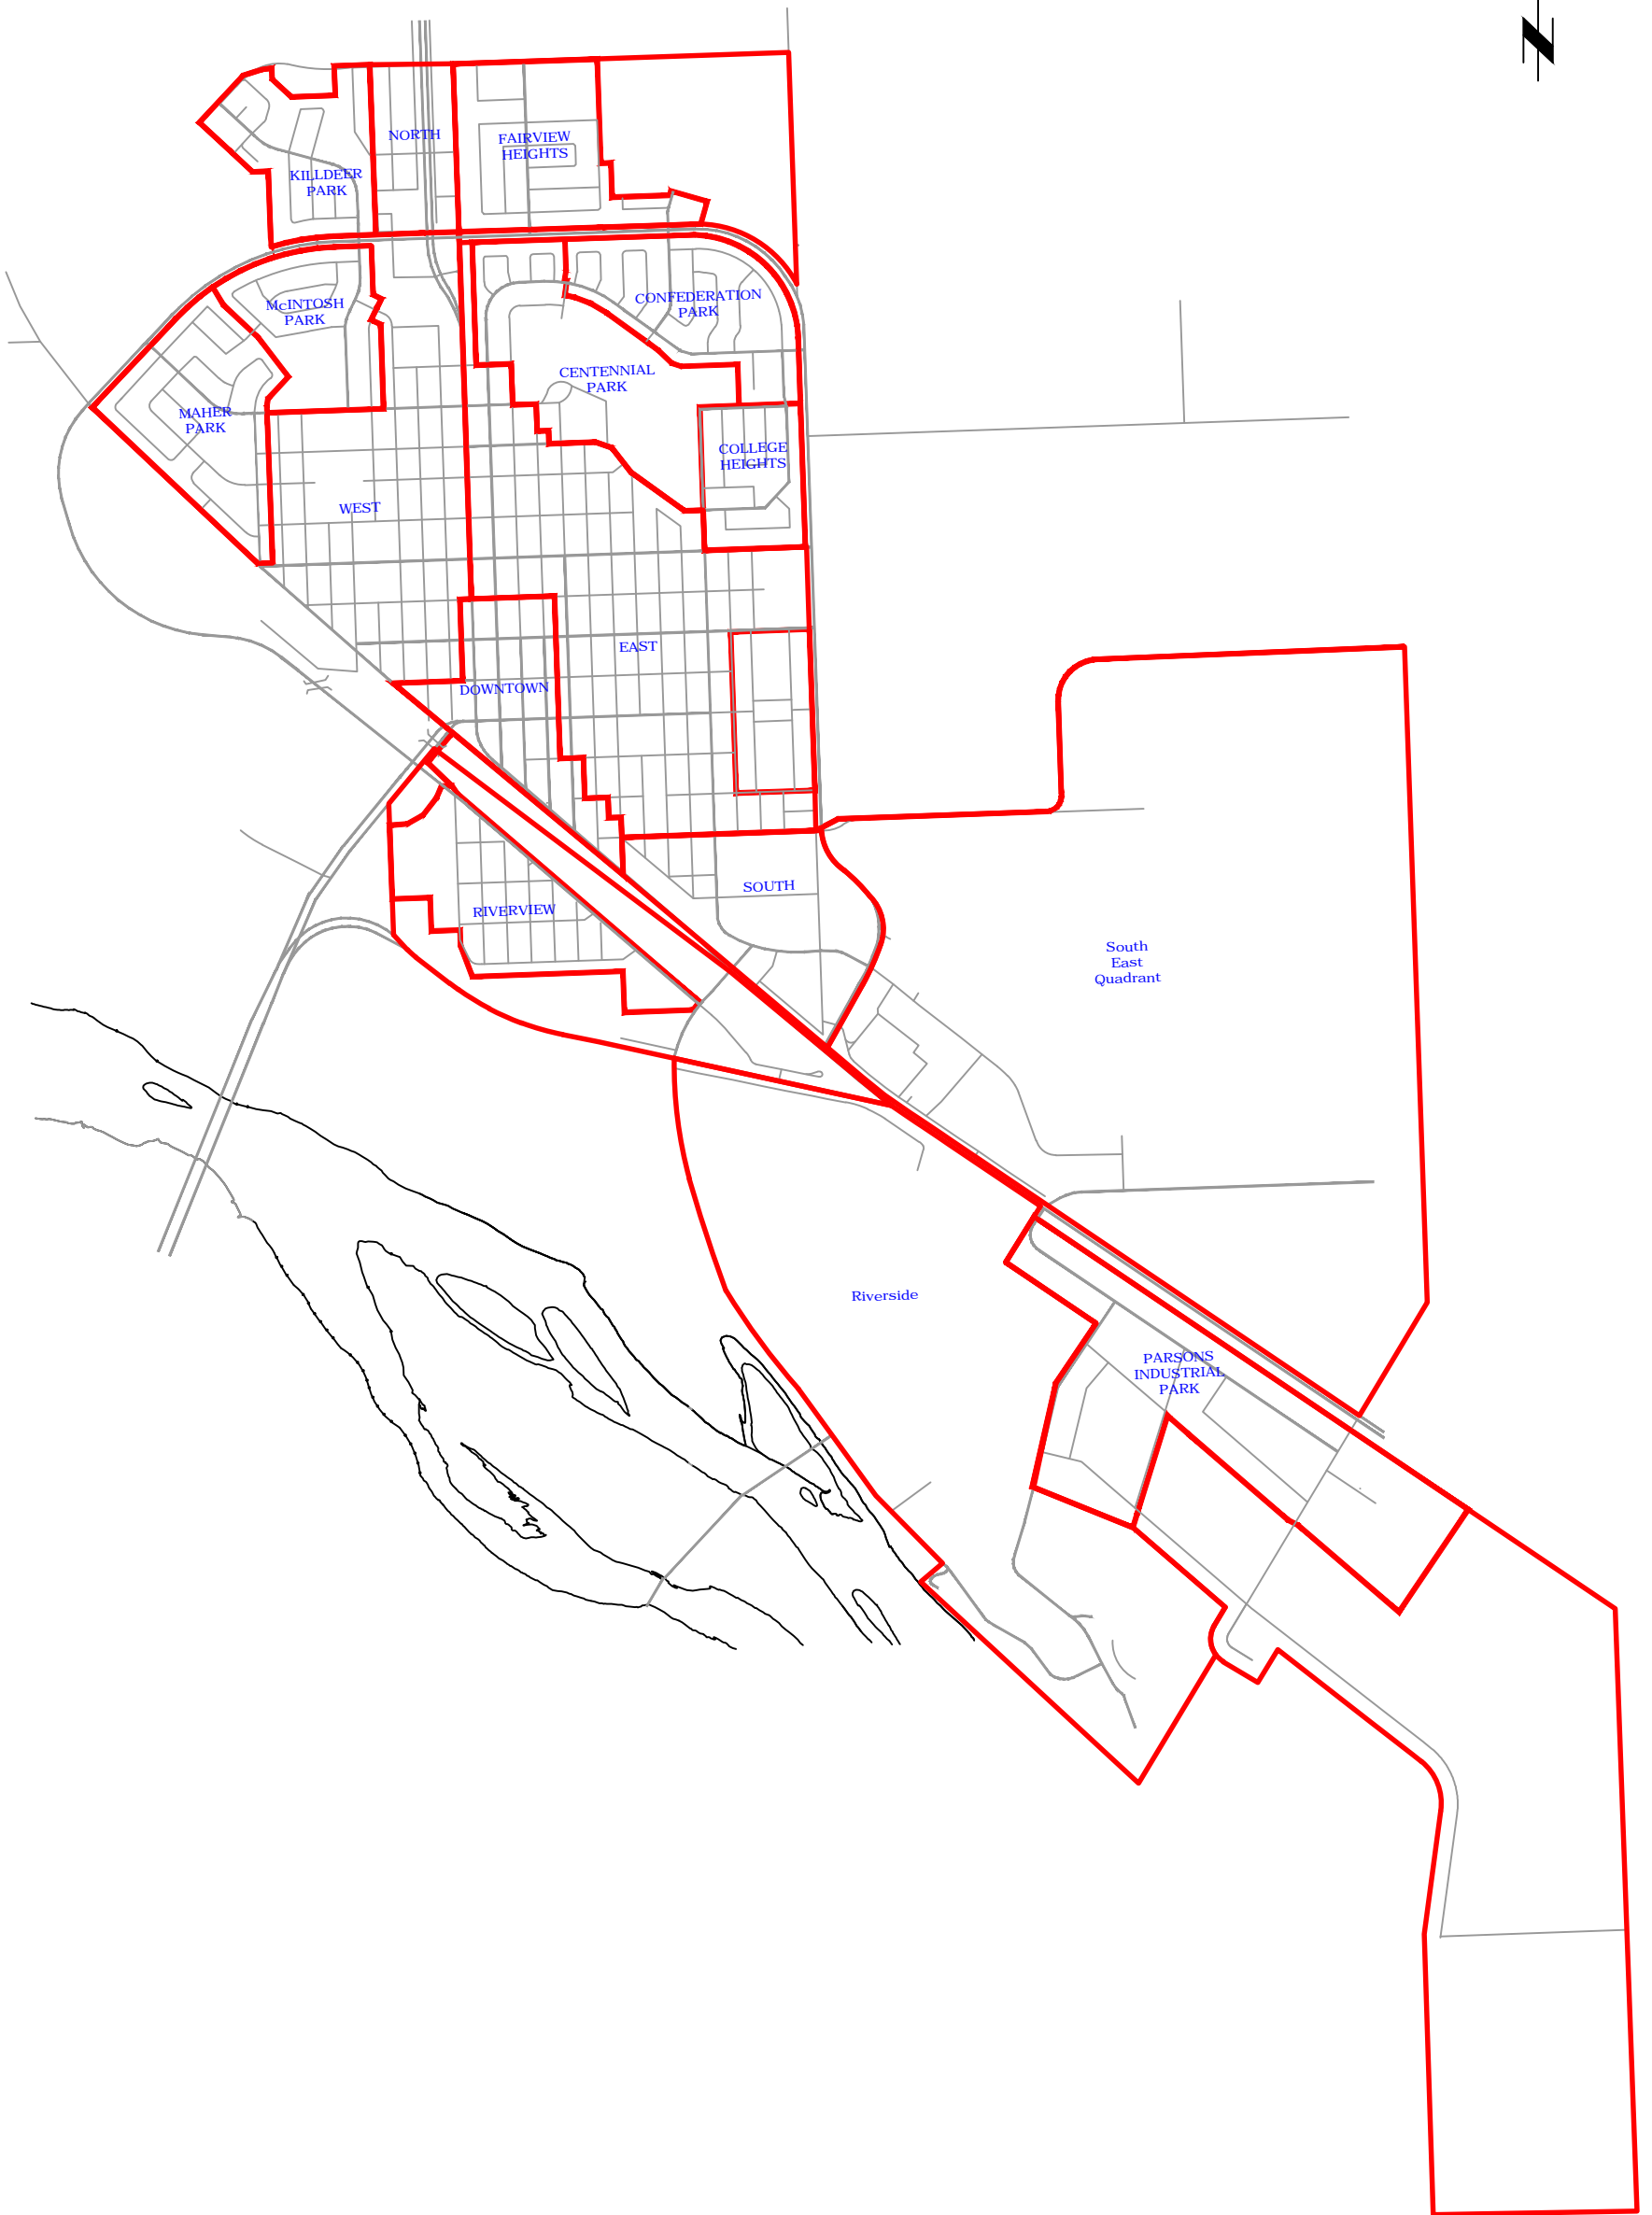 NORTH
FAIRVIEW
HEIGHTS
KILLDEER
PARK
McINTOSH
PARK
CONFEDERATION
PARK
CENTENNIAL
PARK
MAHER
PARK
COLLEGE
HEIGHTS
WEST
EAST
DOWNTOWN
SOUTH
RIVERVIEW
South
East
Quadrant
Riverside
PARSONS
INDUSTRIAL
PARK